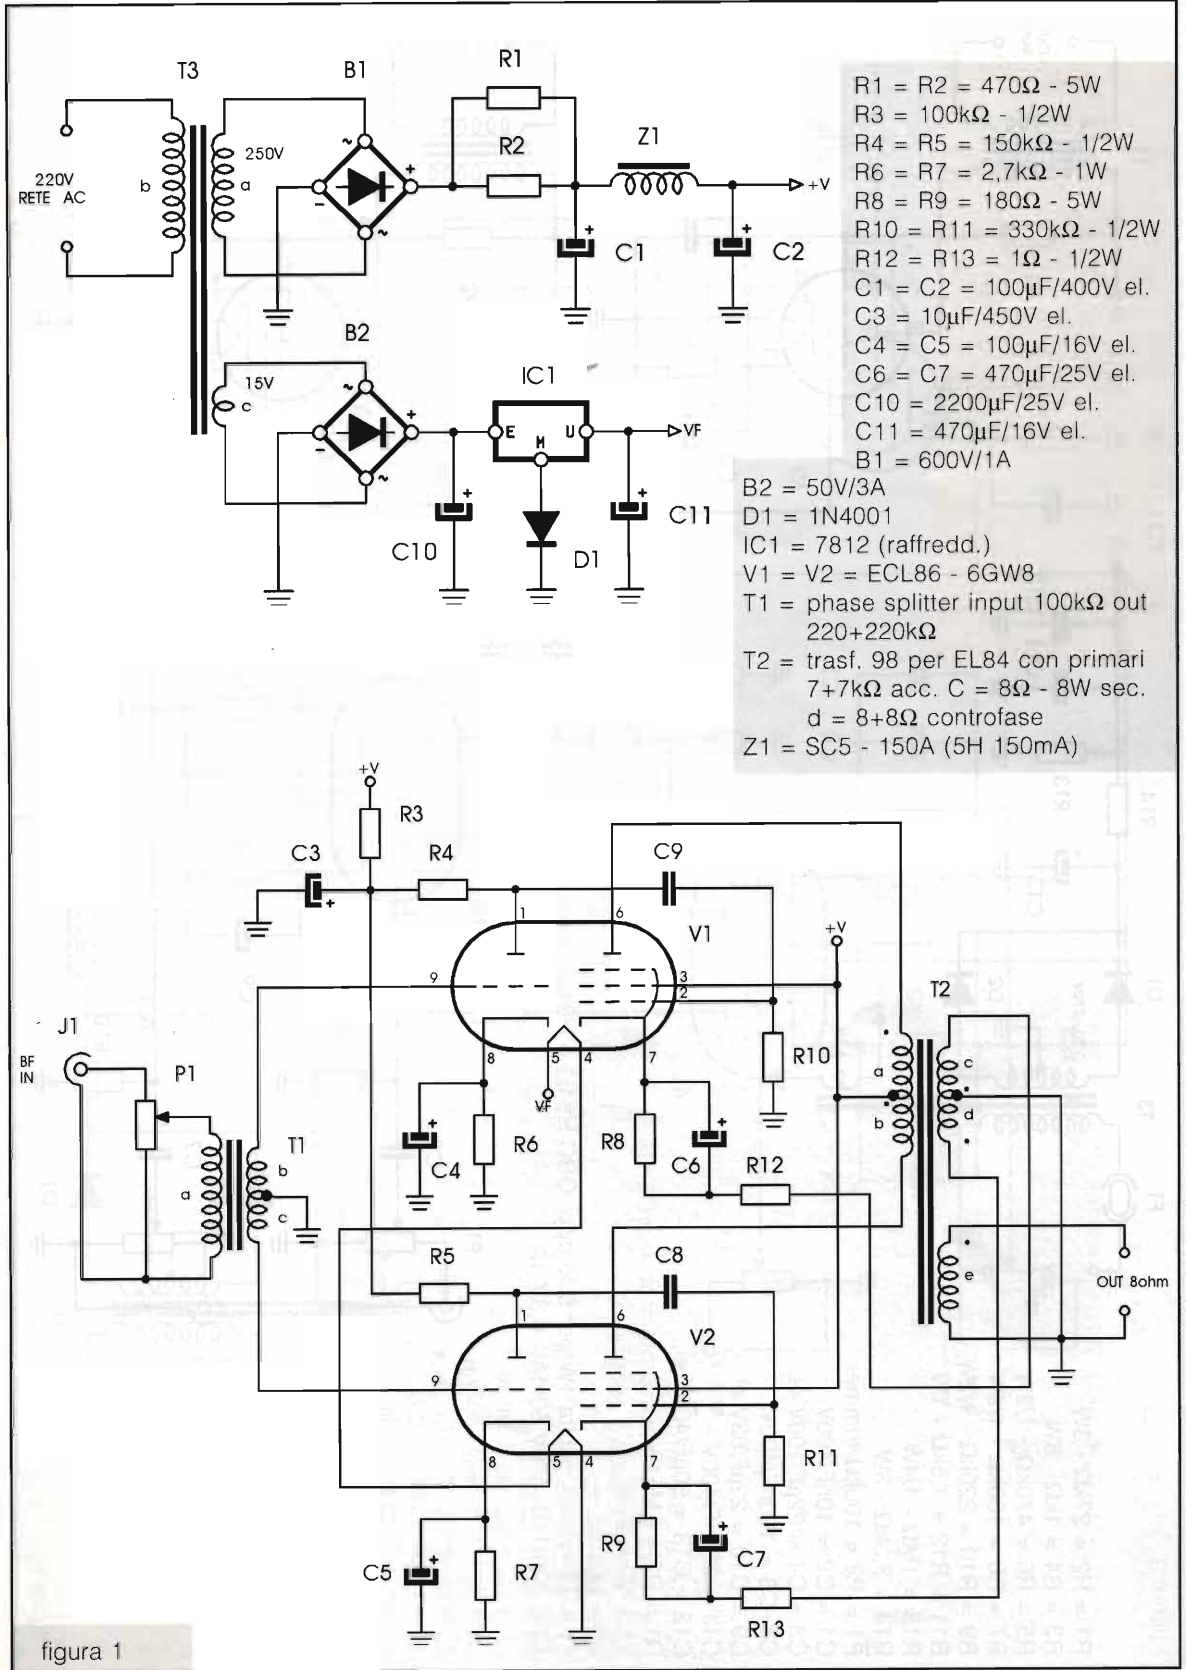 T3
B1
R1
R2
Z1
250V
220V
RETE AC
b
a
+
~
~
−
+V
C1
+
C2
+
B2
IC1
15V
c
~
~
+
−
E
U
M
VF
C10
+
D1
C11
+
R1 = R2 = 470Ω - 5W
R3 = 100kΩ - 1/2W
R4 = R5 = 150kΩ - 1/2W
R6 = R7 = 2,7kΩ - 1W
R8 = R9 = 180Ω - 5W
R10 = R11 = 330kΩ - 1/2W
R12 = R13 = 1Ω - 1/2W
C1 = C2 = 100µF/400V el.
C3 = 10µF/450V el.
C4 = C5 = 100µF/16V el.
C6 = C7 = 470µF/25V el.
C10 = 2200µF/25V el.
C11 = 470µF/16V el.
B1 = 600V/1A
B2 = 50V/3A
D1 = 1N4001
IC1 = 7812 (raffredd.)
V1 = V2 = ECL86 - 6GW8
T1 = phase splitter input 100kΩ out
220+220kΩ
T2 = trasf. 98 per EL84 con primari
7+7kΩ acc. C = 8Ω - 8W sec.
d = 8+8Ω controfase
Z1 = SC5 - 150A (5H 150mA)
+V
R3
C3
+
R4
C9
1
6
V1
+V
9
3
2
T2
J1
BF
IN
P1
8
5
4
7
VF
R10
a
b
c
d
T1
a
b
c
C4
+
R6
R8
C6
+
R12
R5
C8
e
OUT 8ohm
1
6
V2
9
3
2
8
5
4
7
R11
C5
+
R7
R9
C7
+
R13
figura 1